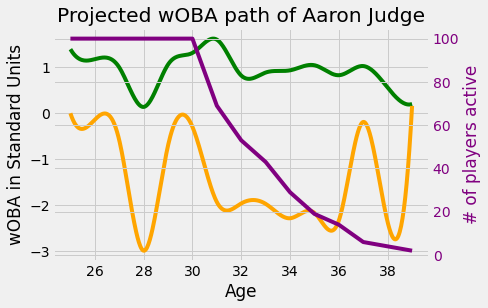 Projected wOBA path of Aaron Judge
wOBA in Standard Units
1
0
−1
−2
−3
26 28 30 32 34 36 38
Age
100
80
60
40
20
0
# of players active